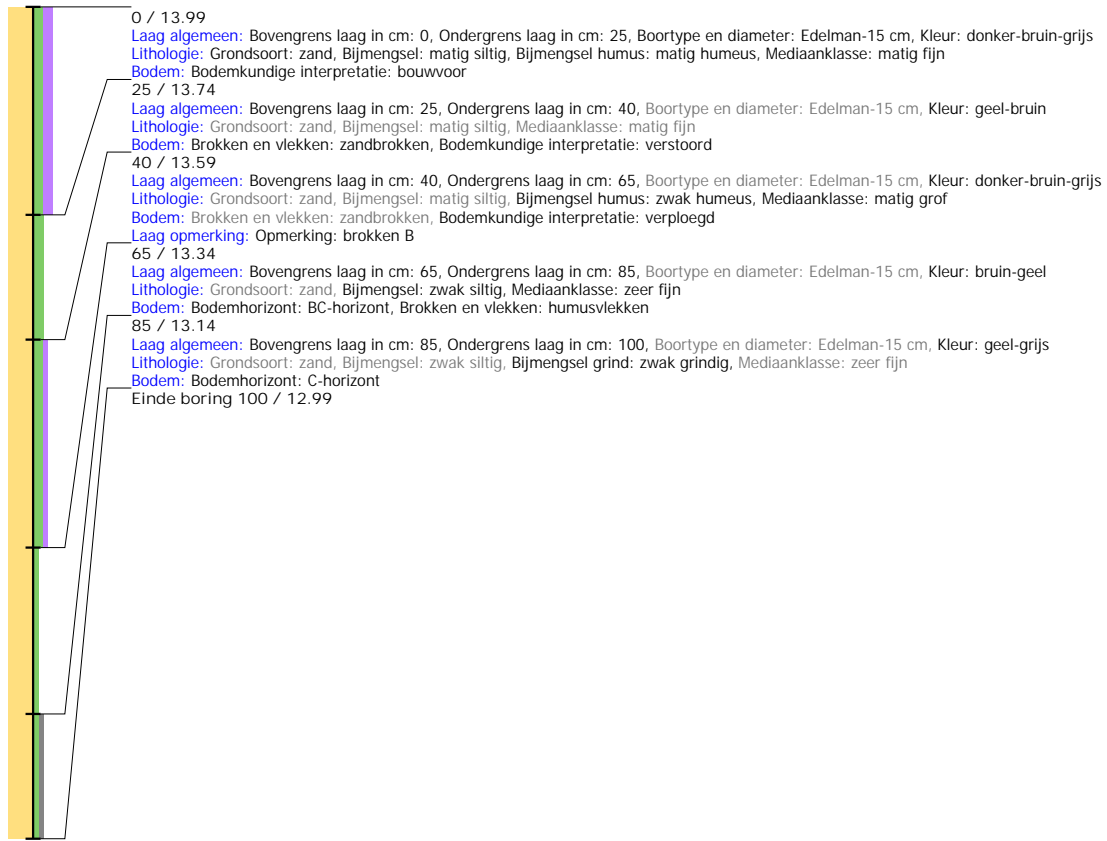 0 / 13.99
Laag algemeen: Bovengrens laag in cm: 0, Ondergrens laag in cm: 25, Boortype en diameter: Edelman-15 cm, Kleur: donker-bruin-grijs
Lithologie: Grondsoort: zand, Bijmengsel: matig siltig, Bijmengsel humus: matig humeus, Mediaanklasse: matig fijn
Bodem: Bodemkundige interpretatie: bouwvoor
25 / 13.74
Laag algemeen: Bovengrens laag in cm: 25, Ondergrens laag in cm: 40, Boortype en diameter: Edelman-15 cm, Kleur: geel-bruin
Lithologie: Grondsoort: zand, Bijmengsel: matig siltig, Mediaanklasse: matig fijn
Bodem: Brokken en vlekken: zandbrokken, Bodemkundige interpretatie: verstoord
40 / 13.59
Laag algemeen: Bovengrens laag in cm: 40, Ondergrens laag in cm: 65, Boortype en diameter: Edelman-15 cm, Kleur: donker-bruin-grijs
Lithologie: Grondsoort: zand, Bijmengsel: matig siltig, Bijmengsel humus: zwak humeus, Mediaanklasse: matig grof
Bodem: Brokken en vlekken: zandbrokken, Bodemkundige interpretatie: verploegd
Laag opmerking: Opmerking: brokken B
65 / 13.34
Laag algemeen: Bovengrens laag in cm: 65, Ondergrens laag in cm: 85, Boortype en diameter: Edelman-15 cm, Kleur: bruin-geel
Lithologie: Grondsoort: zand, Bijmengsel: zwak siltig, Mediaanklasse: zeer fijn
Bodem: Bodemhorizont: BC-horizont, Brokken en vlekken: humusvlekken
85 / 13.14
Laag algemeen: Bovengrens laag in cm: 85, Ondergrens laag in cm: 100, Boortype en diameter: Edelman-15 cm, Kleur: geel-grijs
Lithologie: Grondsoort: zand, Bijmengsel: zwak siltig, Bijmengsel grind: zwak grindig, Mediaanklasse: zeer fijn
Bodem: Bodemhorizont: C-horizont
Einde boring 100 / 12.99